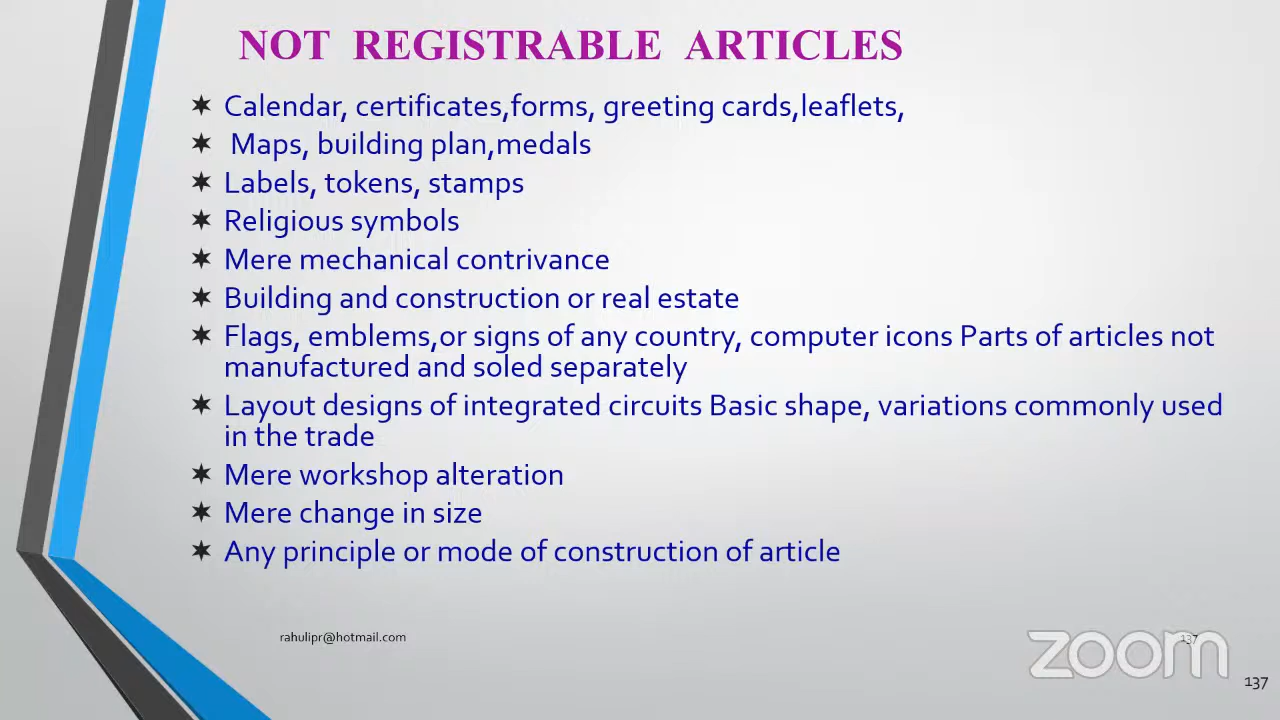 NOT REGISTRABLE ARTICLES
Calendar, certificates,forms, greeting cards,leaflets,
Maps, building plan,medals
Labels, tokens, stamps
Religious symbols
Mere mechanical contrivance
Building and construction or real estate
Flags, emblems,or signs of any country, computer icons Parts of articles not
manufactured and soled separately
Layout designs of integrated circuits Basic shape, variations commonly used
in the trade
Mere workshop alteration
Mere change in size
Any principle or mode of construction of article
rahulipr@hotmail.com
137
zoom
137